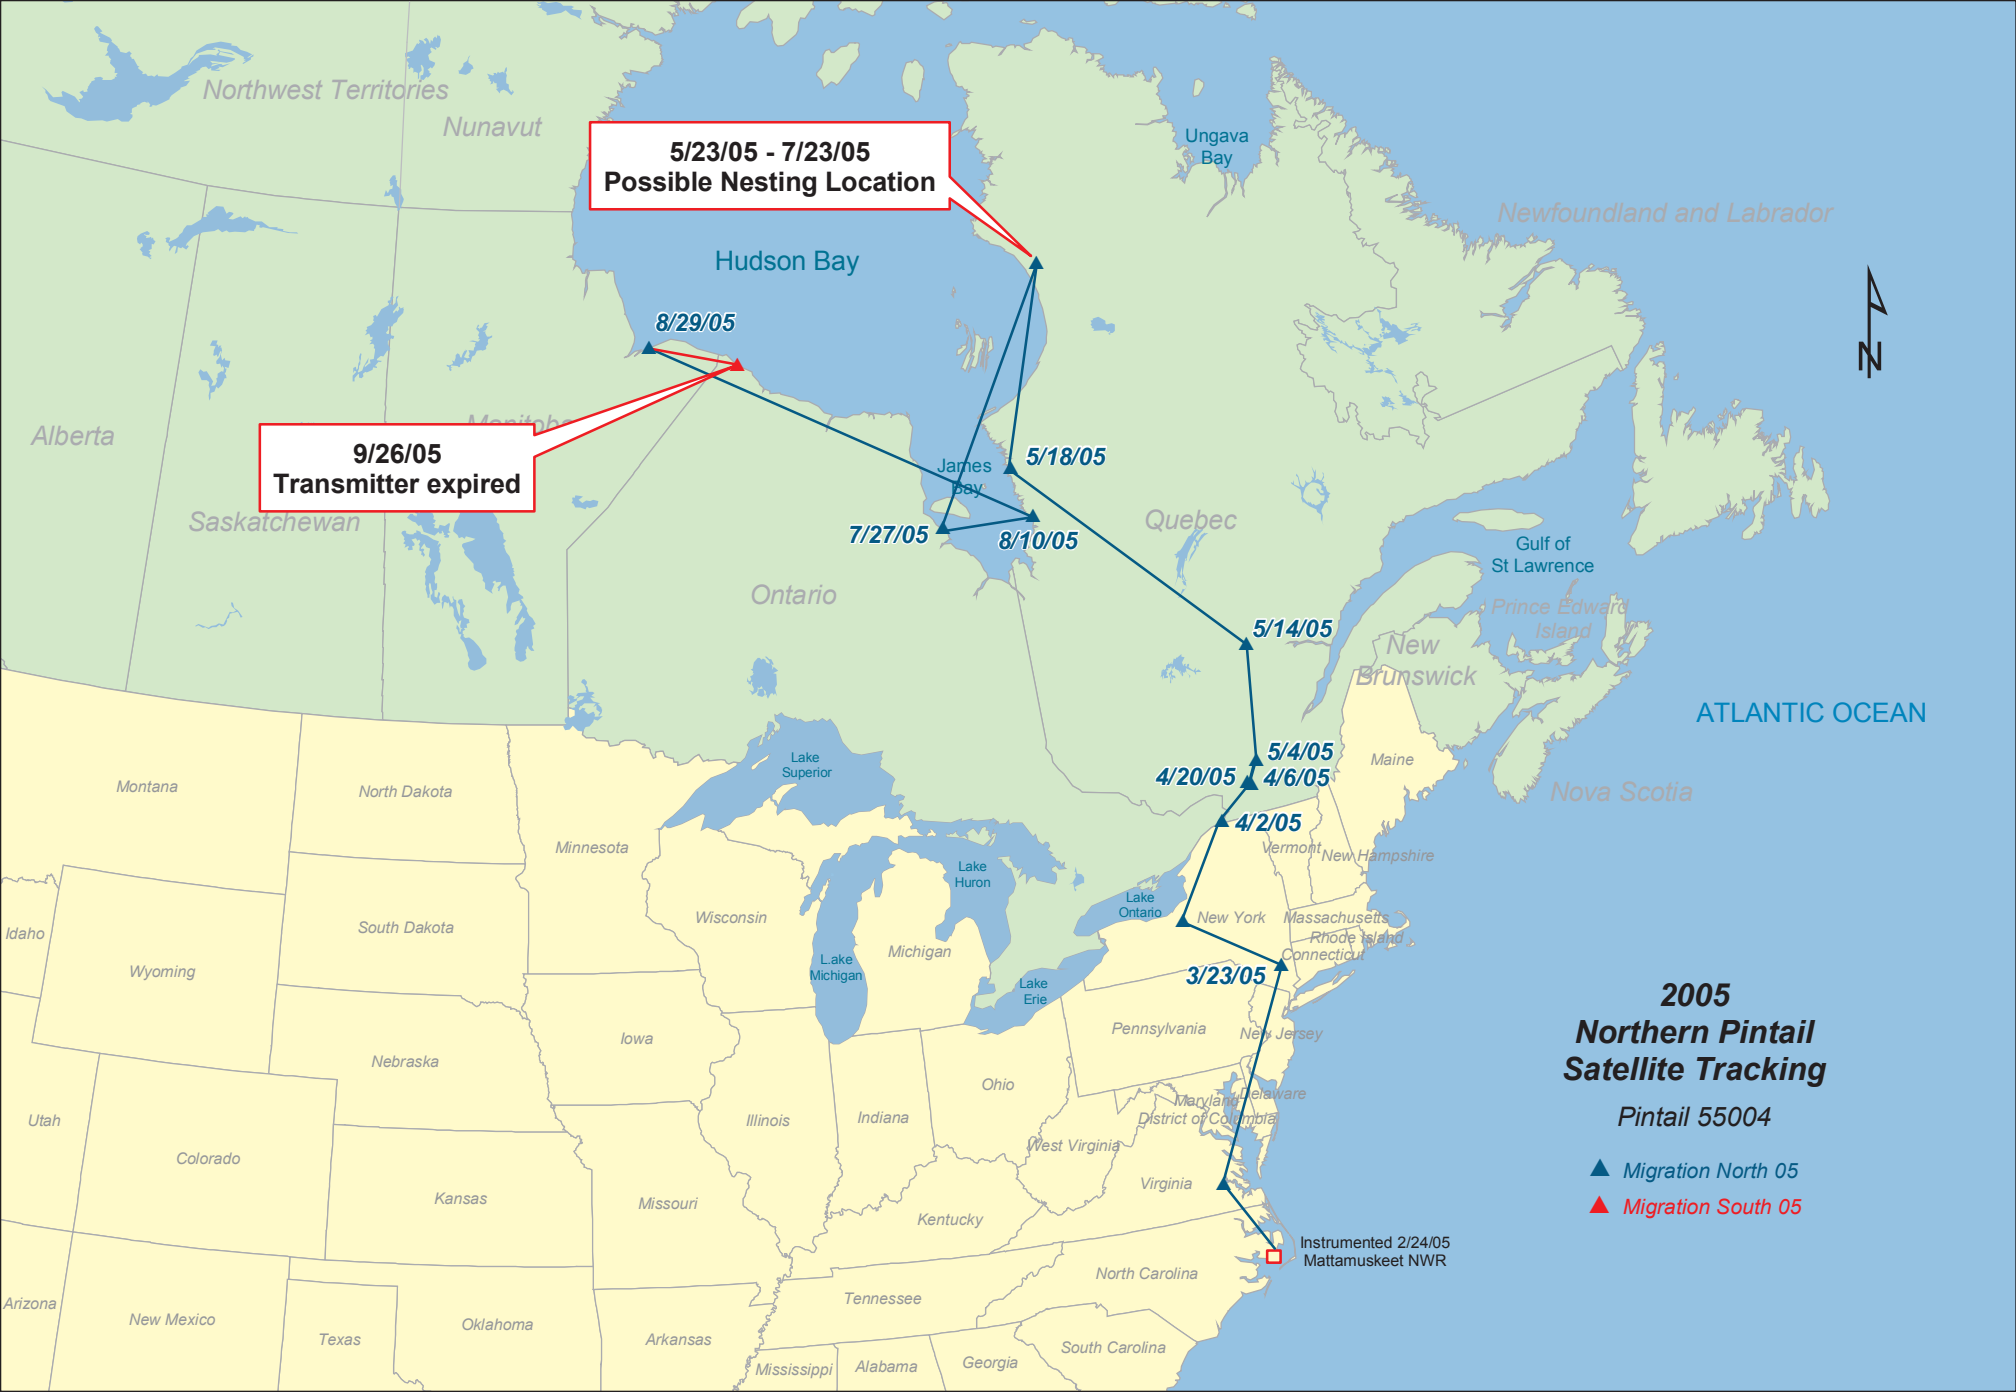 Northwest Territories
Nunavut
5/23/05 - 7/23/05
Possible Nesting Location
Ungava
Bay
Newfoundland and Labrador
Hudson Bay
8/29/05
N
Alberta
Manitoba
9/26/05
Transmitter expired
James
Bay
5/18/05
Saskatchewan
7/27/05
8/10/05
Quebec
Gulf of
St Lawrence
Ontario
Prince Edward
Island
5/14/05
New
Brunswick
ATLANTIC OCEAN
Lake
Superior
5/4/05
4/20/05
4/6/05
Maine
Montana
North Dakota
Nova Scotia
4/2/05
Minnesota
Vermont
New Hampshire
Lake
Huron
Lake
Ontario
Wisconsin
New York
Massachusetts
Idaho
South Dakota
Michigan
Rhode Island
Connecticut
Wyoming
L.ake
Michigan
3/23/05
Lake
Erie
2005
Northern Pintail
Satellite Tracking
Pintail 55004
Migration North 05
Migration South 05
Iowa
Pennsylvania
New Jersey
Nebraska
Ohio
Maryland
Delaware
District of Columbia
Utah
Illinois
Indiana
West Virginia
Colorado
Virginia
Kansas
Missouri
Kentucky
Instrumented 2/24/05
Mattamuskeet NWR
North Carolina
Arizona
New Mexico
Texas
Oklahoma
Tennessee
Arkansas
South Carolina
Mississippi
Alabama
Georgia